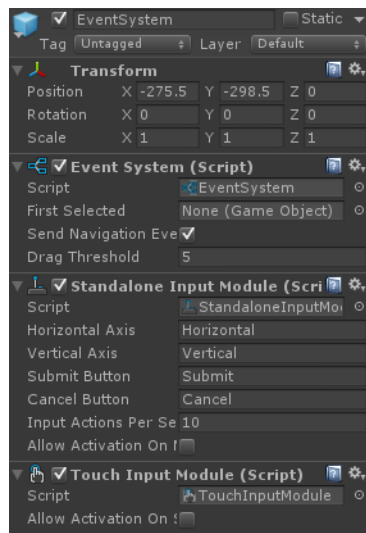 EventSystem Static
Tag Untagged Layer Default
Transform
Position X -275.5 Y -298.5 Z 0
Rotation X 0 Y 0 Z 0
Scale X 1 Y 1 Z 1
Event System (Script)
Script EventSystem
First Selected None (Game Object)
Send Navigation Eve
Drag Threshold 5
Standalone Input Module (Scri
Script StandaloneInputMo
Horizontal Axis Horizontal
Vertical Axis Vertical
Submit Button Submit
Cancel Button Cancel
Input Actions Per Se 10
Allow Activation On
Touch Input Module (Script)
Script TouchInputModule
Allow Activation On